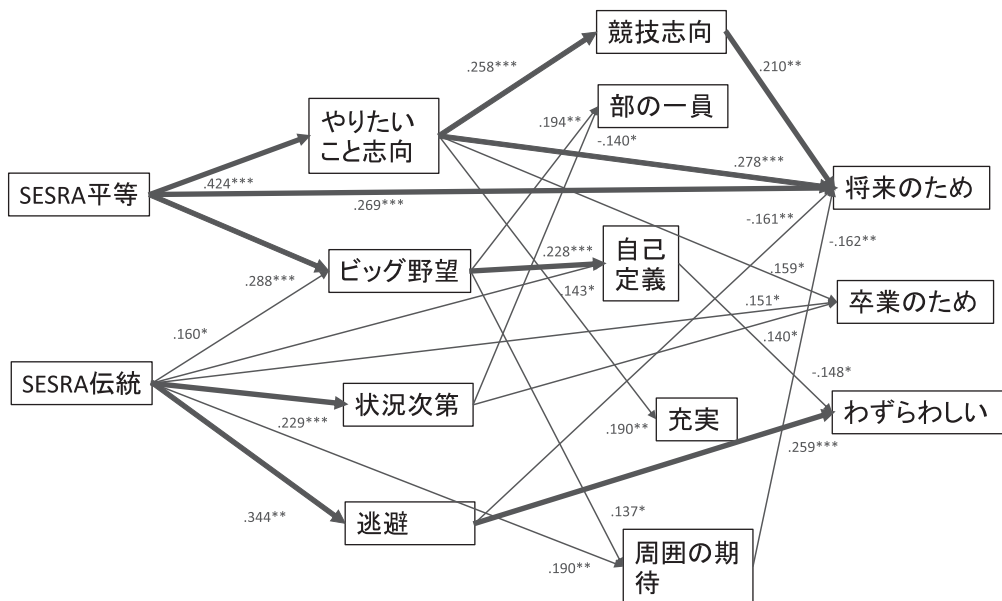 競技志向
.258***
.210**
部の一員
やりたい
こと志向
.194**
-.140*
.278***
SESRA平等
.424***
.269***
将来のため
-.161**
-.162**
自己
定義
.228***
ビッグ野望
.288***
.143*
.159*
卒業のため
.151*
.160*
.140*
SESRA伝統
状況次第
-.148*
.229***
充実
わずらわしい
.190**
.259***
逃避
.344**
.137*
周囲の期
待
.190**